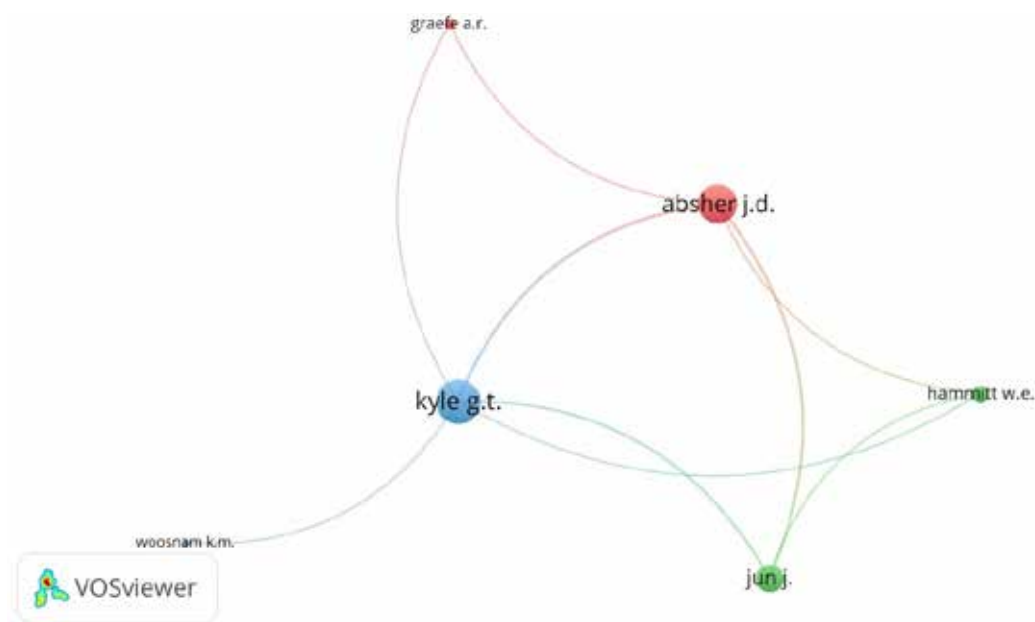 graefe a.r.
absher j.d.
hammitt w.e.
kyle g.t.
woosnam k.m.
jun j.
VOSviewer